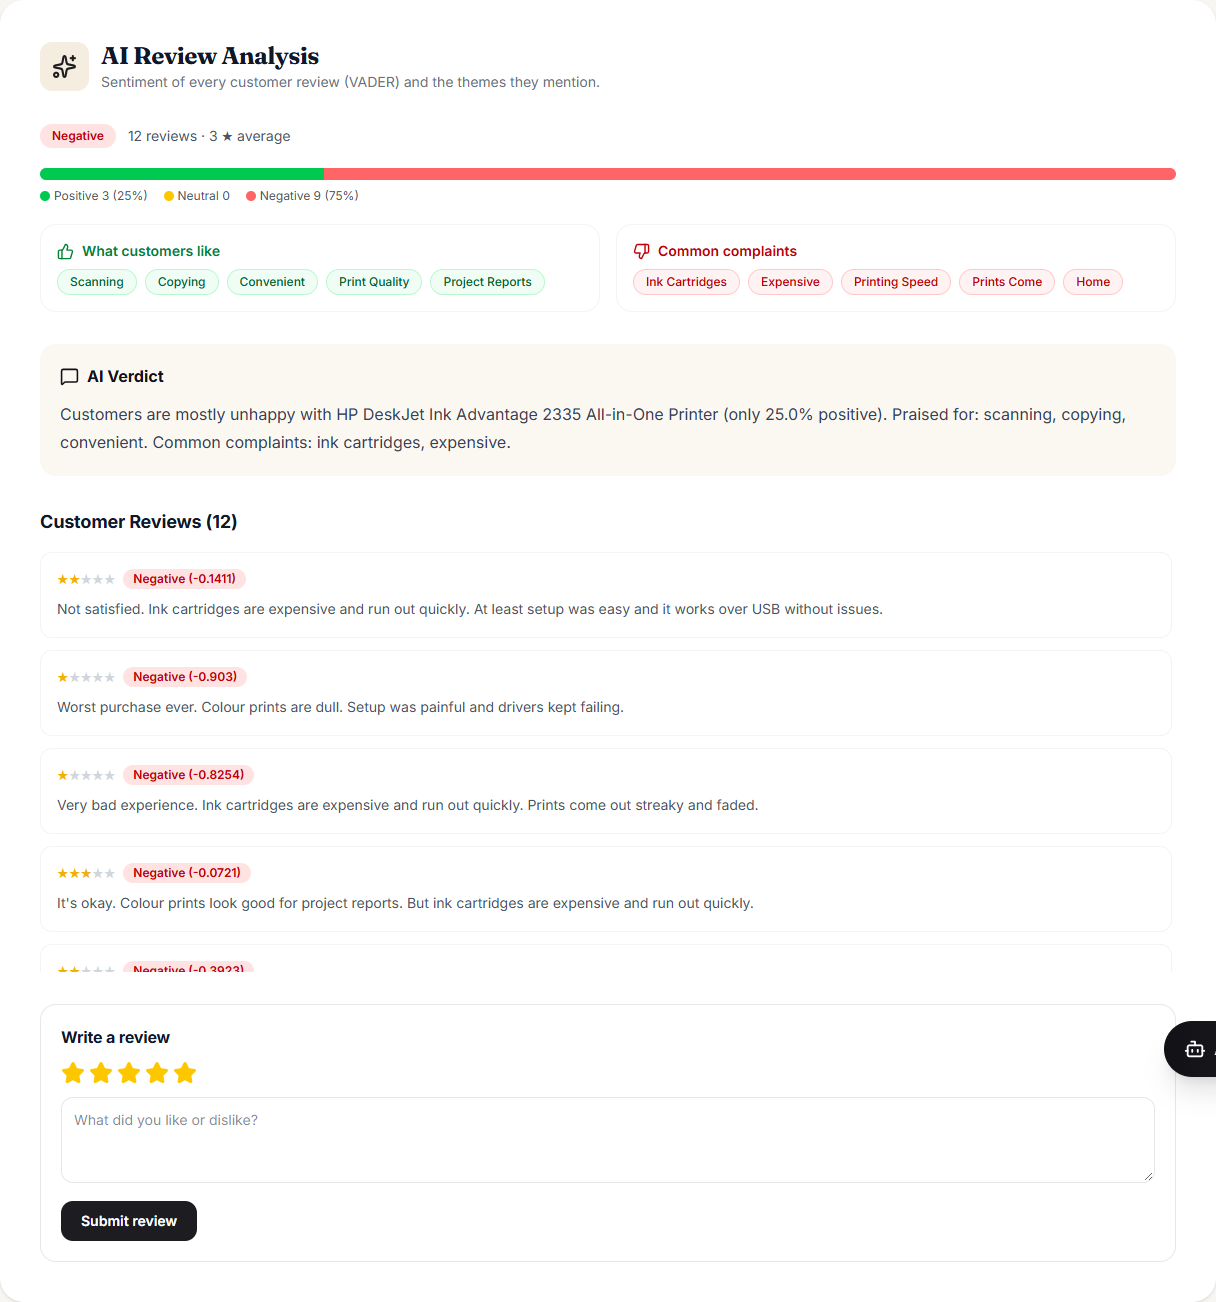 AI Review Analysis
Sentiment of every customer review (VADER) and the themes they mention.
Negative 12 reviews · 3 ★ average
Positive 3 (25%) Neutral 0 Negative 9 (75%)
What customers like
Scanning Copying Convenient Print Quality Project Reports
Common complaints
Ink Cartridges Expensive Printing Speed Prints Come Home
AI Verdict
Customers are mostly unhappy with HP DeskJet Ink Advantage 2335 All-in-One Printer (only 25.0% positive). Praised for: scanning, copying,
convenient. Common complaints: ink cartridges, expensive.
Customer Reviews (12)
★★★★★ Negative (-0.1411)
Not satisfied. Ink cartridges are expensive and run out quickly. At least setup was easy and it works over USB without issues.
★★★★★ Negative (-0.903)
Worst purchase ever. Colour prints are dull. Setup was painful and drivers kept failing.
★★★★★ Negative (-0.8254)
Very bad experience. Ink cartridges are expensive and run out quickly. Prints come out streaky and faded.
★★★★★ Negative (-0.0721)
It's okay. Colour prints look good for project reports. But ink cartridges are expensive and run out quickly.
★★★★★ Negative (-0.3923)
Write a review
What did you like or dislike?
Submit review